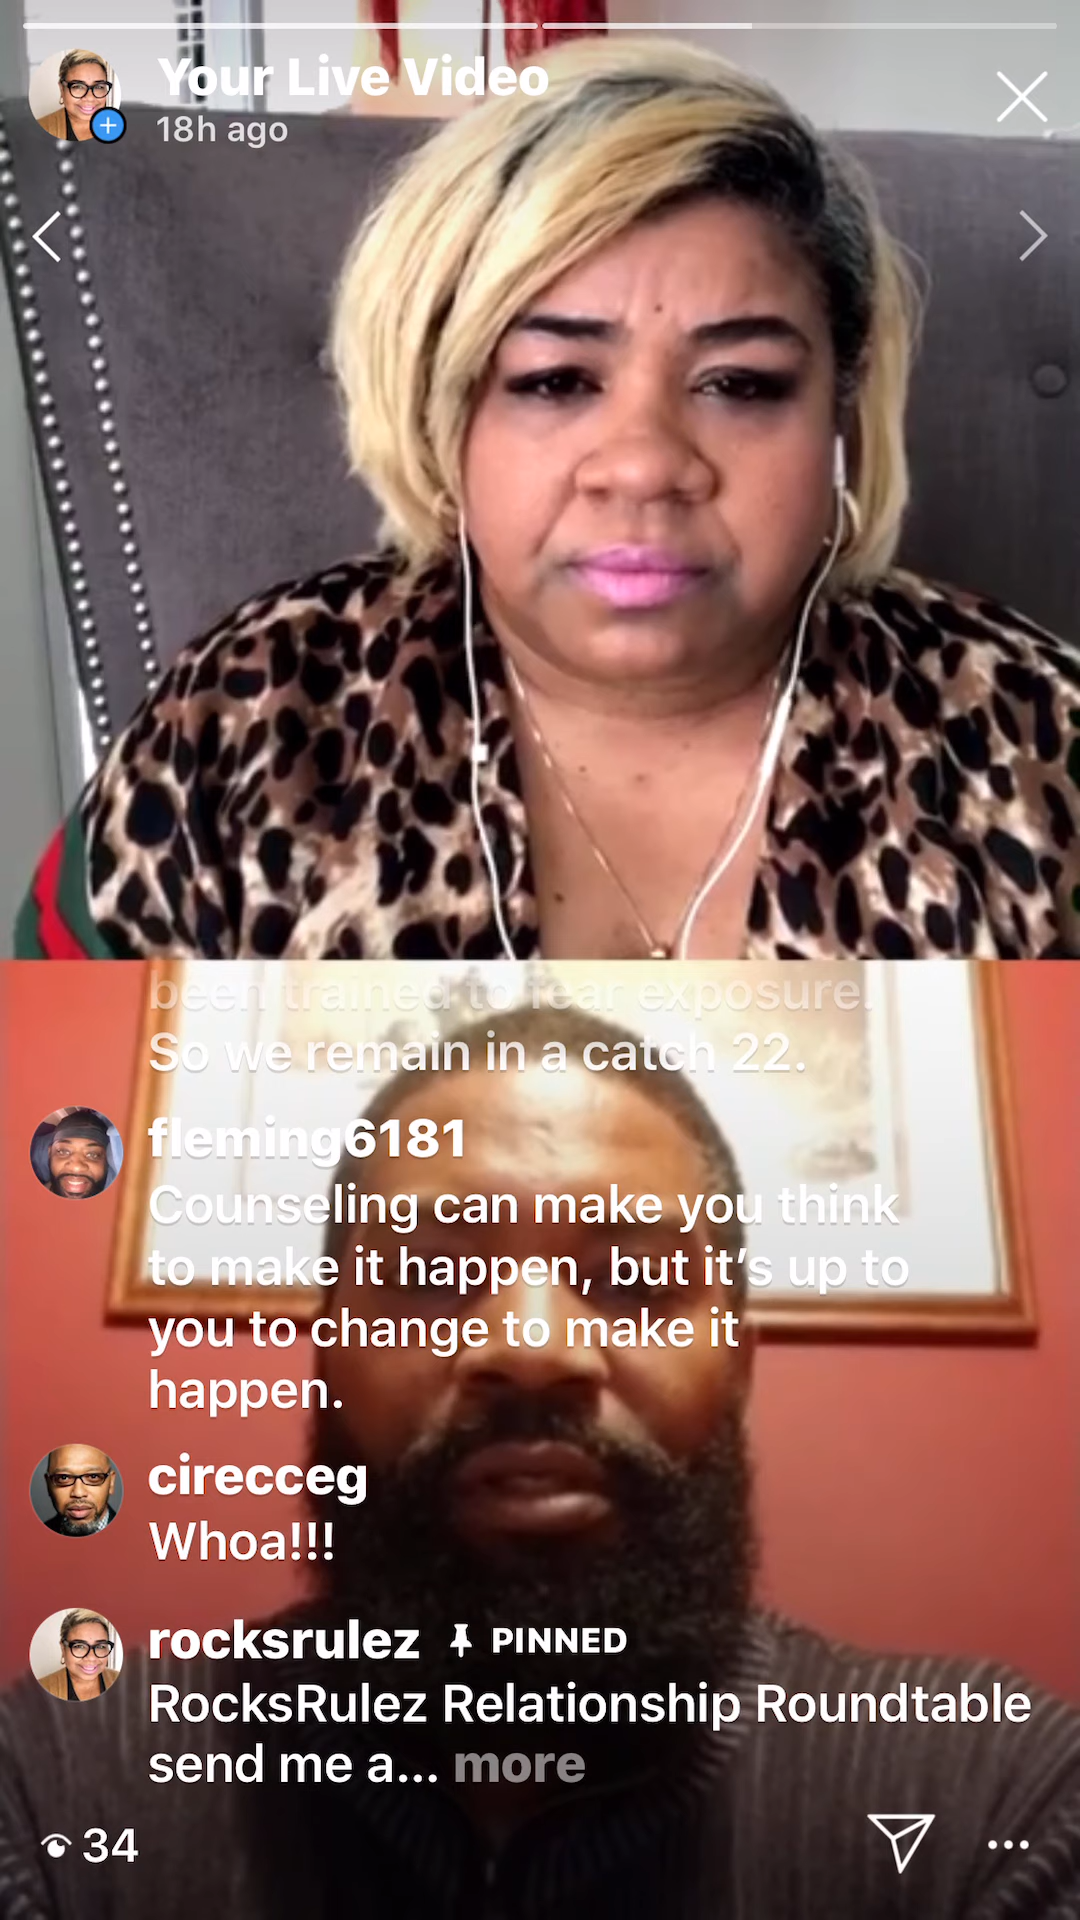 Your Live Video
18h ago
been trained to fear exposure.
So we remain in a catch 22.
fleming6181
Counseling can make you think
to make it happen, but it’s up to
you to change to make it
happen.
cirecceg
Whoa!!!
rocksrulez PINNED
RocksRulez Relationship Roundtable
send me a... more
34